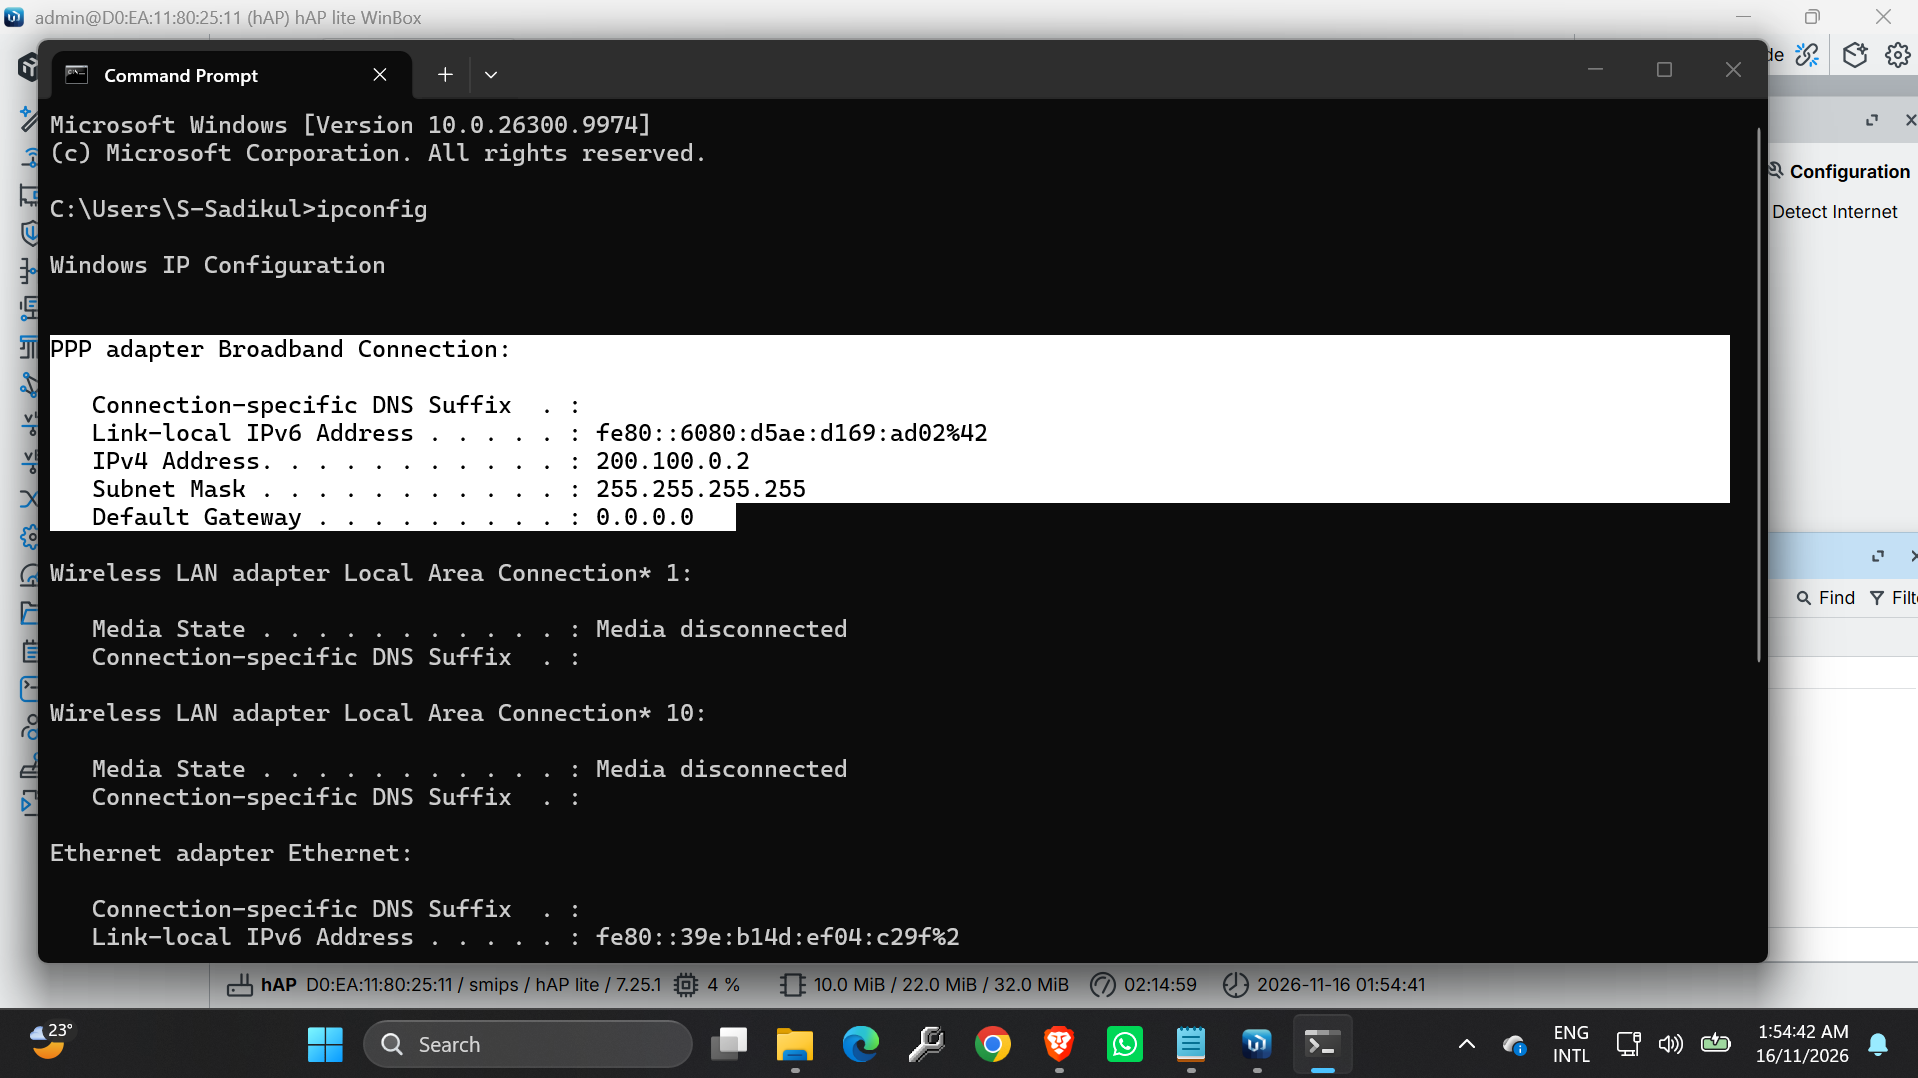 admin@D0:EA:11:80:25:11 (hAP) hAP lite WinBox
Command Prompt
Microsoft Windows [Version 10.0.26300.9974]
(c) Microsoft Corporation. All rights reserved.
C:\Users\S-Sadikul>ipconfig
Windows IP Configuration
PPP adapter Broadband Connection:
Connection-specific DNS Suffix  . :
Link-local IPv6 Address . . . . . : fe80::6080:d5ae:d169:ad02%42
IPv4 Address. . . . . . . . . . . : 200.100.0.2
Subnet Mask . . . . . . . . . . . : 255.255.255.255
Default Gateway . . . . . . . . . : 0.0.0.0
Wireless LAN adapter Local Area Connection* 1:
Media State . . . . . . . . . . . : Media disconnected
Connection-specific DNS Suffix  . :
Wireless LAN adapter Local Area Connection* 10:
Media State . . . . . . . . . . . : Media disconnected
Connection-specific DNS Suffix  . :
Ethernet adapter Ethernet:
Connection-specific DNS Suffix  . :
Link-local IPv6 Address . . . . . : fe80::39e:b14d:ef04:c29f%2
de
Configuration
Detect Internet
Find Filt
hAP D0:EA:11:80:25:11 / smips / hAP lite / 7.25.1 4 % 10.0 MiB / 22.0 MiB / 32.0 MiB 02:14:59 2026-11-16 01:54:41
23°
Search
ENG
INTL
1:54:42 AM
16/11/2026